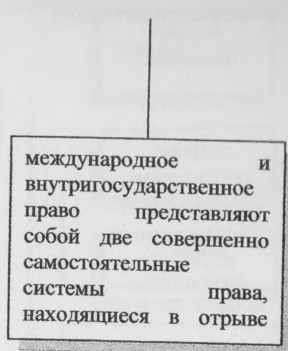 международное и
внутригосударственное
право представляют
собой две совершенно
самостоятельные
системы права,
находящиеся в отрыве